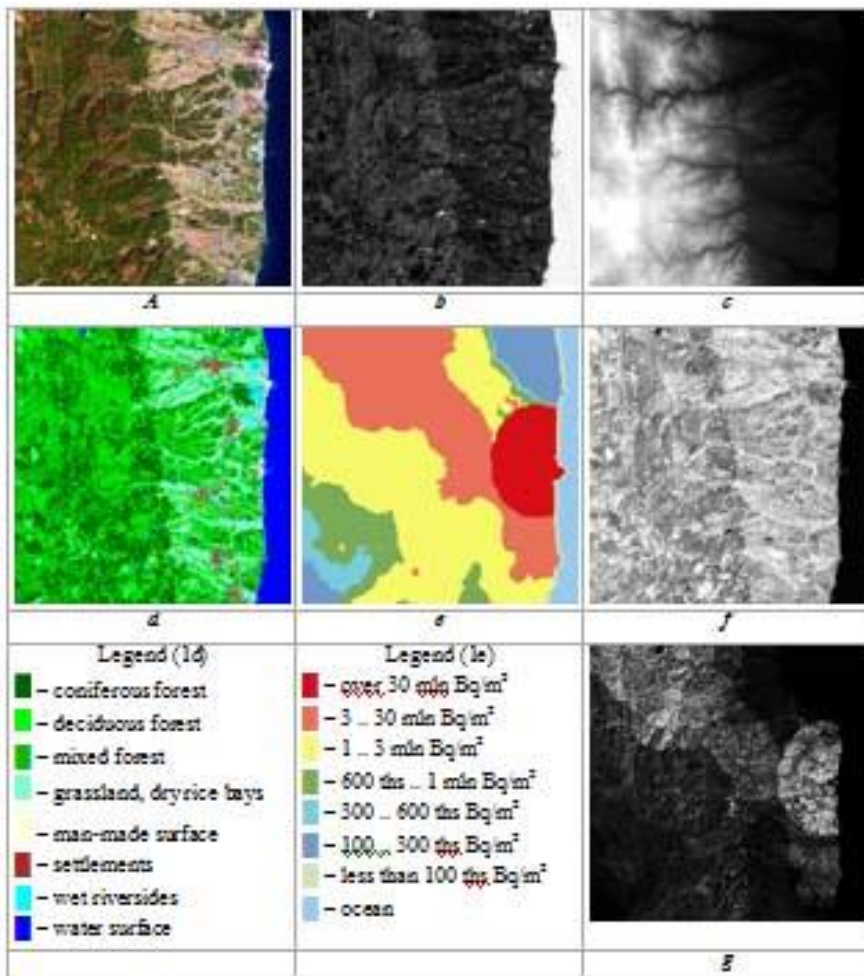 A
b
c
d
e
f
Legend (1d)
– coniferous forest
– deciduous forest
– mixed forest
– grassland, dry rice bays
– man-made surface
– settlements
– wet riversides
– water surface
Legend (1e)
– over 30 mln Bq/m²
– 3 .. 30 mln Bq/m²
– 1 .. 3 mln Bq/m²
– 600 ths .. 1 mln Bq/m²
– 300 .. 600 ths Bq/m²
– 100 .. 300 ths Bq/m²
– less than 100 ths Bq/m²
– ocean
g